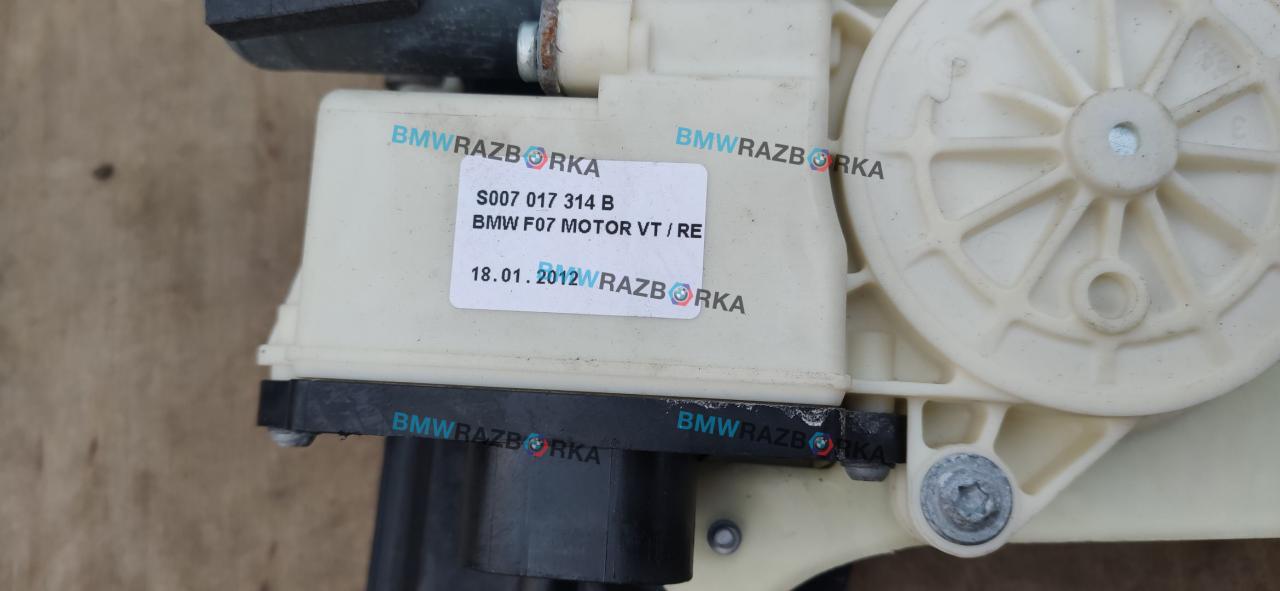 BMWRAZBORKA
BMWRAZBORKA
S007 017 314 B
BMW F07 MOTOR VT / RE
18.01.2012
BMWRAZBORKA
BMWRAZBORKA
BMWRAZBORKA